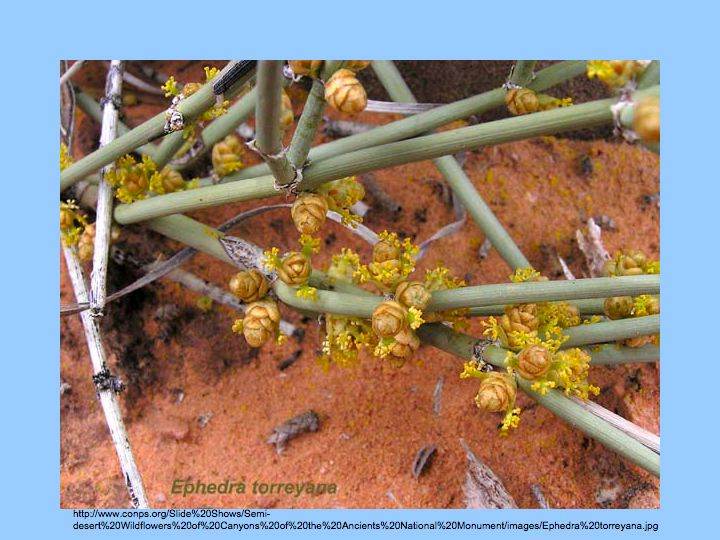 Ephedra torreyana
http://www.conps.org/Slide%20Shows/Semi-
desert%20Wildflowers%20of%20Canyons%20of%20the%20Ancients%20National%20Monument/images/Ephedra%20torreyana.jpg